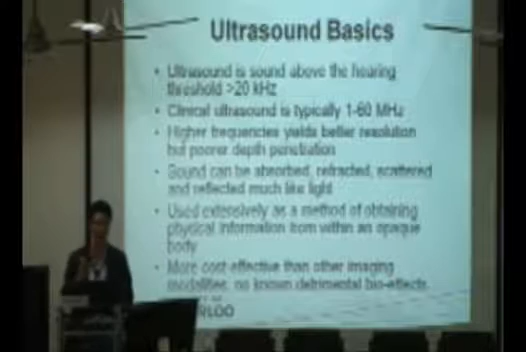 Ultrasound Basics
• Ultrasound is sound above the hearing
threshold >20 kHz
• Clinical ultrasound is typically 1-60 MHz
• Higher frequencies yields better resolution
but poorer depth penetration
• Sound can be absorbed, refracted, scattered
and reflected much like light
• Used extensively as a method of obtaining
physical information from within an opaque
body
• More cost-effective than other imaging
modalities, no known detrimental bio-effects
RLOO